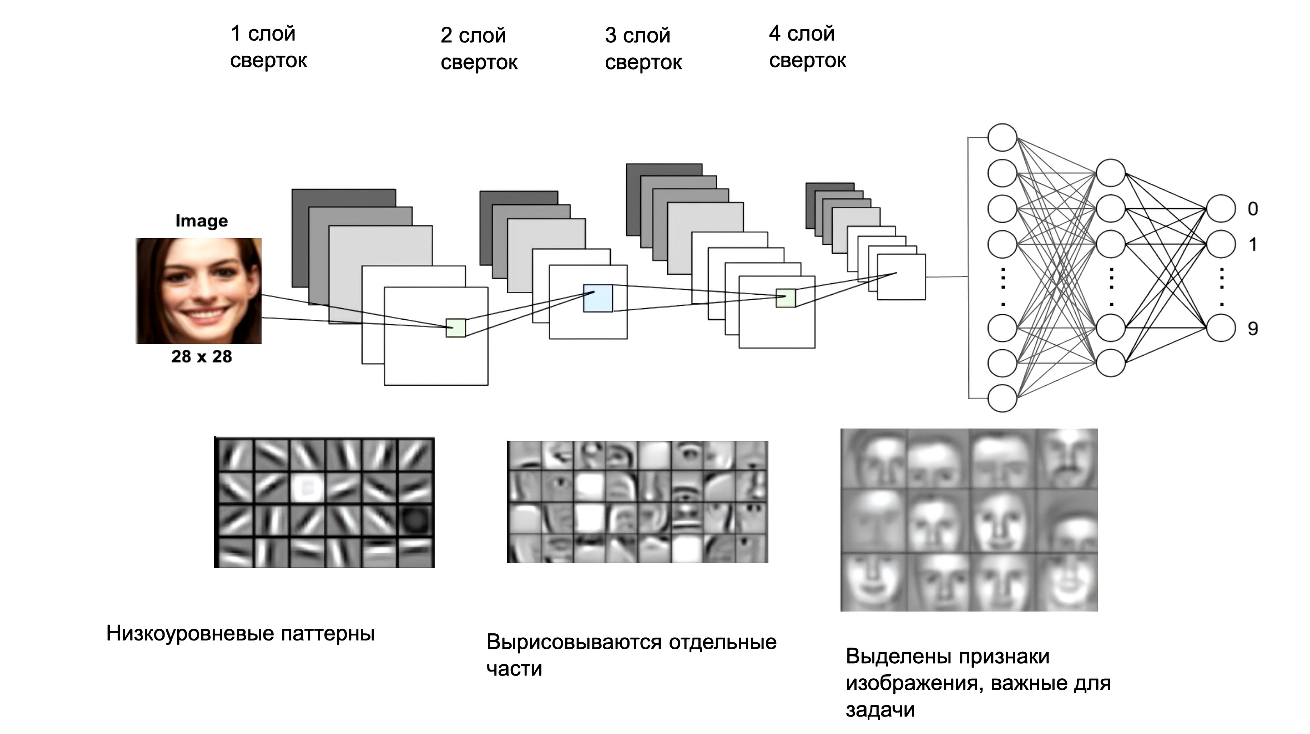 1 слой
сверток
2 слой
сверток
3 слой
сверток
4 слой
сверток
Image
28 x 28
0
1
9
Низкоуровневые паттерны
Вырисовываются отдельные
части
Выделены признаки
изображения, важные для
задачи